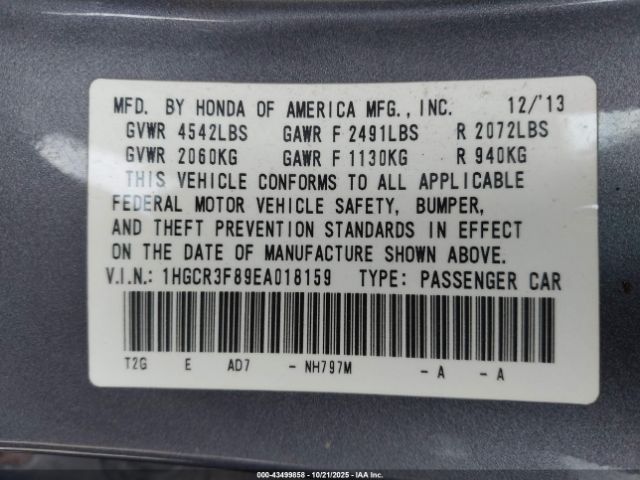 MFD. BY HONDA OF AMERICA MFG., INC. 12/'13
GVWR 4542LBS GAWR F 2491LBS R 2072LBS
GVWR 2060KG GAWR F 1130KG R 940KG
THIS VEHICLE CONFORMS TO ALL APPLICABLE
FEDERAL MOTOR VEHICLE SAFETY, BUMPER,
AND THEFT PREVENTION STANDARDS IN EFFECT
ON THE DATE OF MANUFACTURE SHOWN ABOVE.
V.I.N.: 1HGCR3F89EA018159 TYPE: PASSENGER CAR
T2G E AD7 - NH797M - A - A
000-43499858 - 10/21/2025 - Copyright © IAA, Inc.